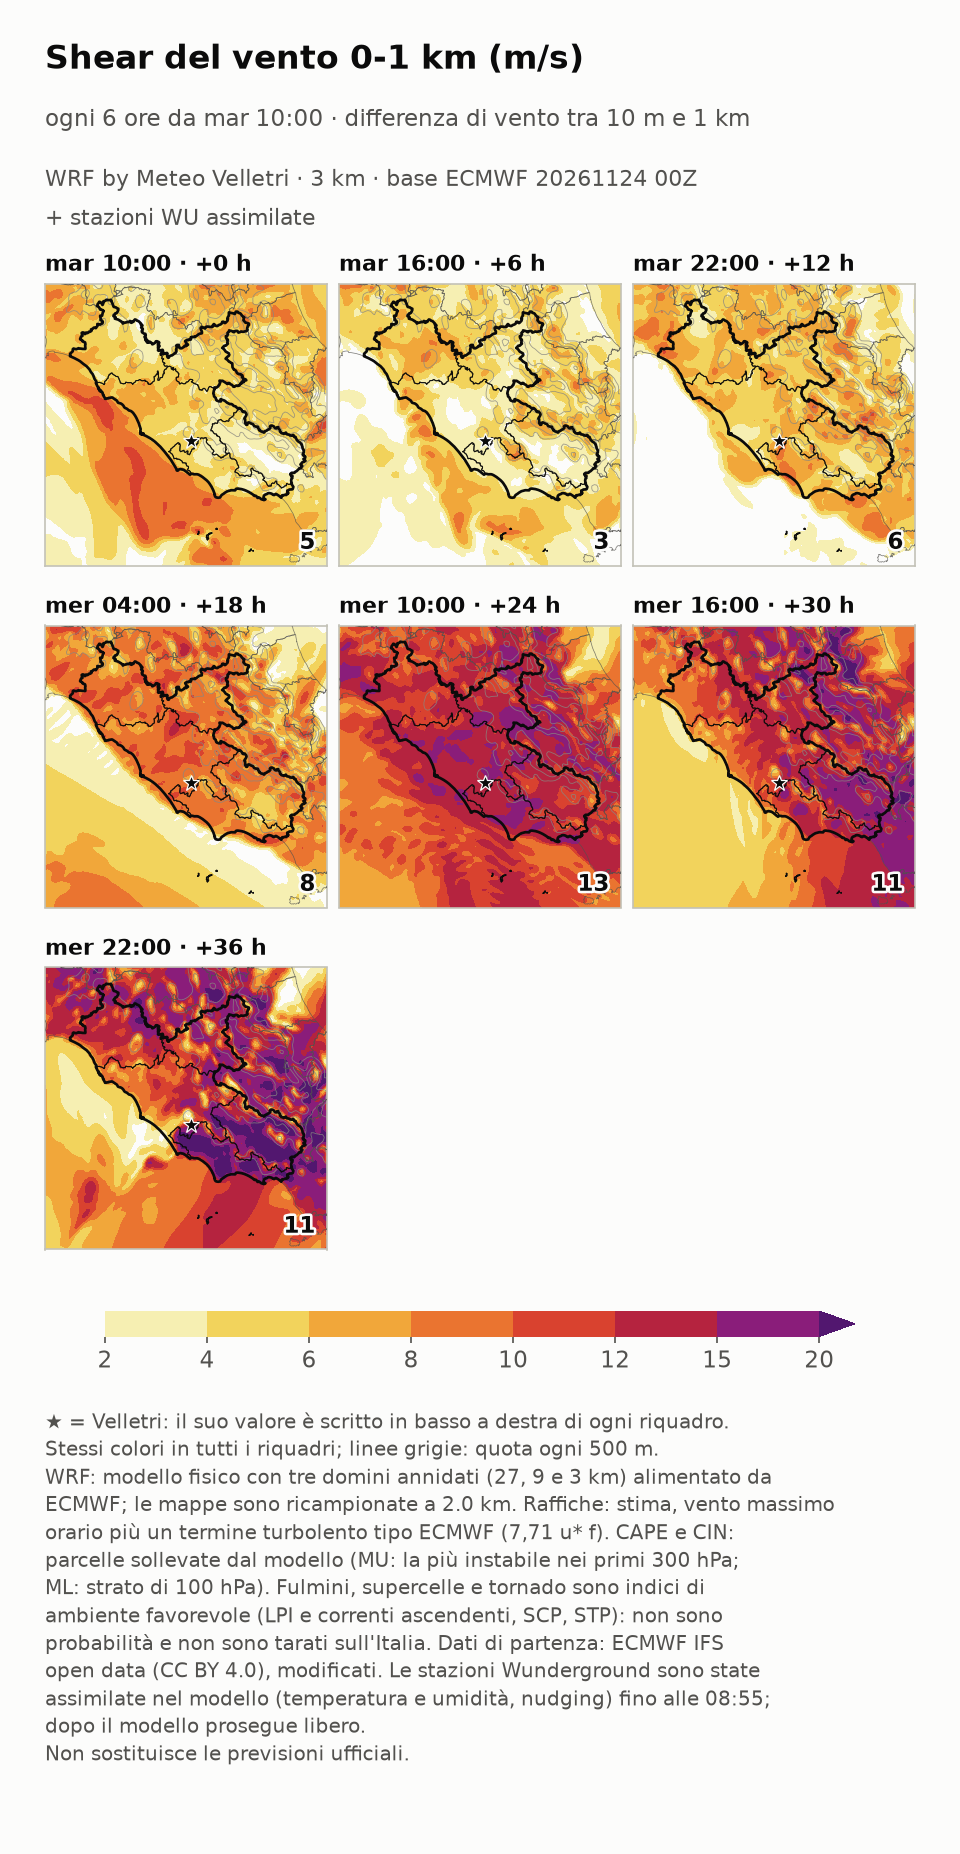 Shear del vento 0-1 km (m/s)
ogni 6 ore da mar 10:00 · differenza di vento tra 10 m e 1 km
WRF by Meteo Velletri · 3 km · base ECMWF 20261124 00Z
+ stazioni WU assimilate
mar 10:00 · +0 h
mar 16:00 · +6 h
mar 22:00 · +12 h
5
3
6
mer 04:00 · +18 h
mer 10:00 · +24 h
mer 16:00 · +30 h
8
13
11
mer 22:00 · +36 h
11
2 4 6 8 10 12 15 20
★ = Velletri: il suo valore è scritto in basso a destra di ogni riquadro.
Stessi colori in tutti i riquadri; linee grigie: quota ogni 500 m.
WRF: modello fisico con tre domini annidati (27, 9 e 3 km) alimentato da
ECMWF; le mappe sono ricampionate a 2.0 km. Raffiche: stima, vento massimo
orario più un termine turbolento tipo ECMWF (7,71 u* f). CAPE e CIN:
parcelle sollevate dal modello (MU: la più instabile nei primi 300 hPa;
ML: strato di 100 hPa). Fulmini, supercelle e tornado sono indici di
ambiente favorevole (LPI e correnti ascendenti, SCP, STP): non sono
probabilità e non sono tarati sull'Italia. Dati di partenza: ECMWF IFS
open data (CC BY 4.0), modificati. Le stazioni Wunderground sono state
assimilate nel modello (temperatura e umidità, nudging) fino alle 08:55;
dopo il modello prosegue libero.
Non sostituisce le previsioni ufficiali.